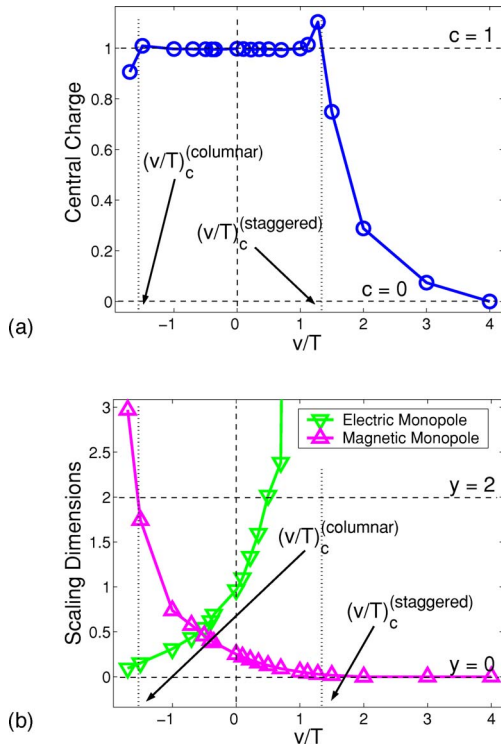 1
0.8
0.6
0.4
0.2
0
Central Charge
c = 1
(v/T)c(columnar)
(v/T)c(staggered)
c = 0
−1 0 1 2 3 4
v/T
(a)
3
2.5
2
1.5
1
0.5
0
Scaling Dimensions
Electric Monopole
Magnetic Monopole
y = 2
(v/T)c(columnar)
(v/T)c(staggered)
y = 0
−1 0 1 2 3 4
v/T
(b)